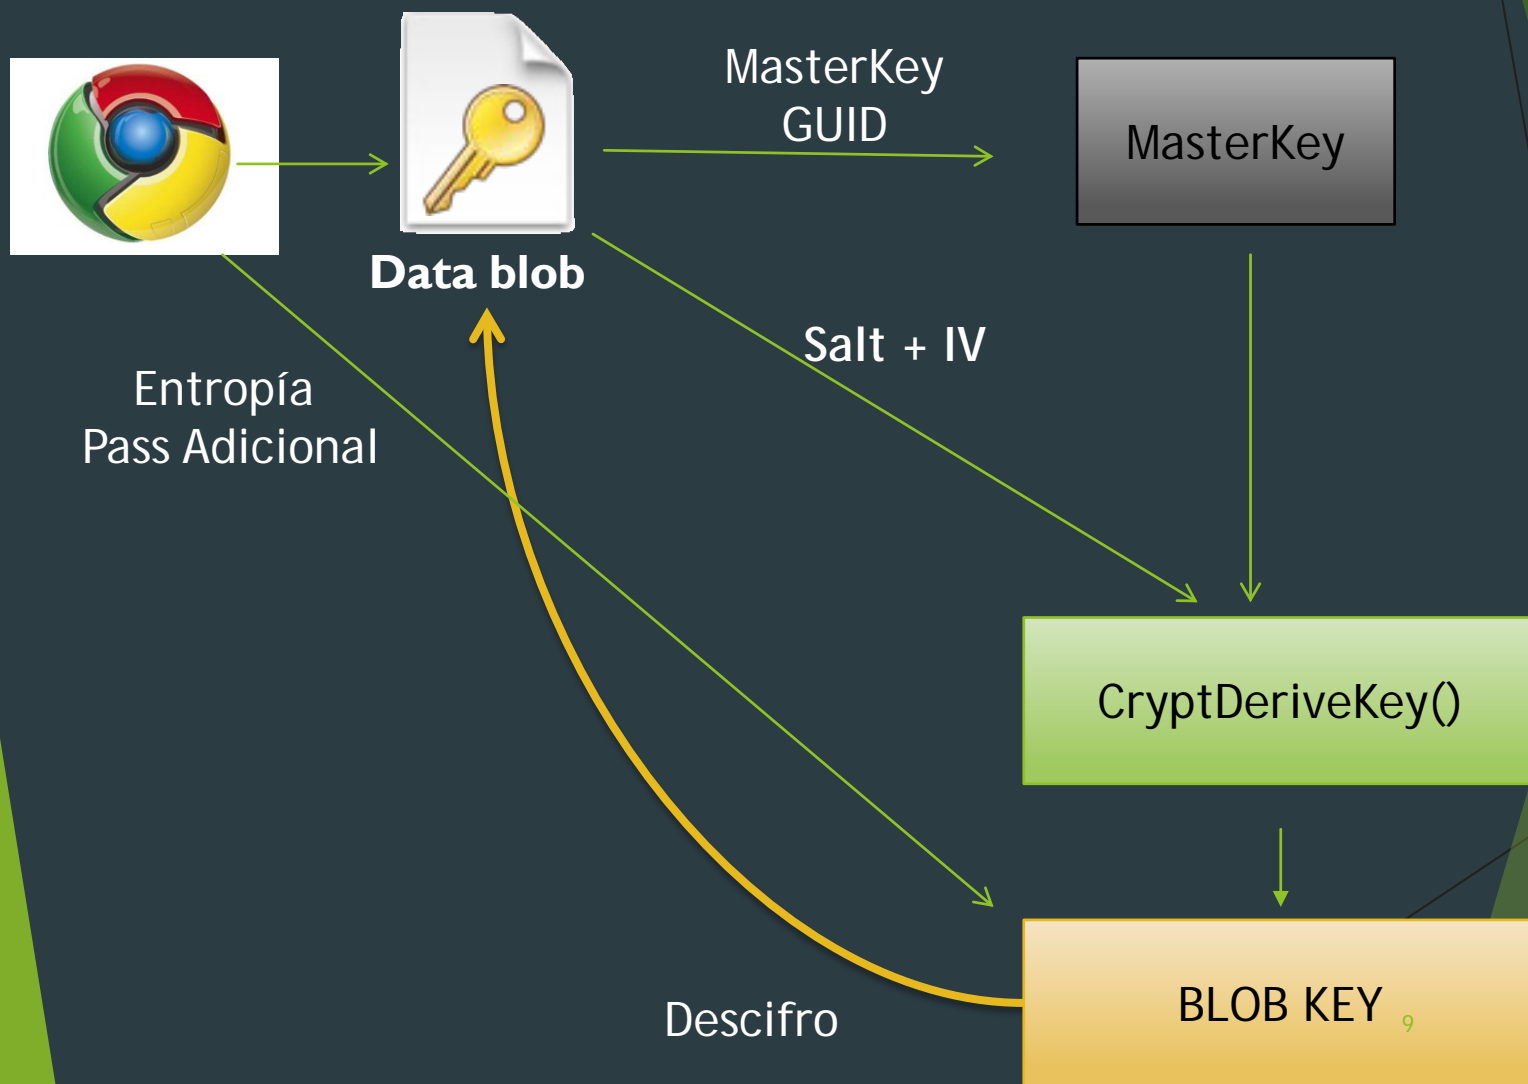 MasterKey
GUID
MasterKey
Data blob
Salt + IV
Entropía
Pass Adicional
CryptDeriveKey()
BLOB KEY
Descifro
9